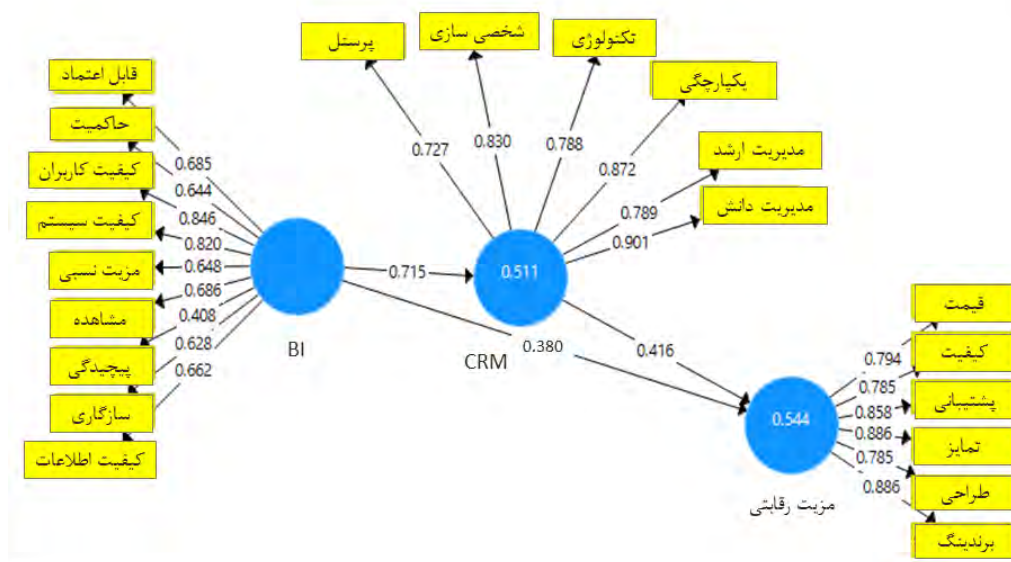 پرسنل
شخصی سازی
تکنولوژی
یکپارچگی
مدیریت ارشد
مدیریت دانش
0.727
0.830
0.788
0.872
0.789
0.901
قابل اعتماد
حاکمیت
کیفیت کاربران
کیفیت سیستم
مزیت نسبی
مشاهده
پیچیدگی
سازگاری
کیفیت اطلاعات
0.685
0.644
0.846
0.820
0.648
0.686
0.408
0.628
0.662
BI
0.715
0.511
CRM
0.380
0.416
0.544
مزیت رقابتی
0.794
0.785
0.858
0.886
0.785
0.886
قیمت
کیفیت
پشتیبانی
تمایز
طراحی
برندینگ